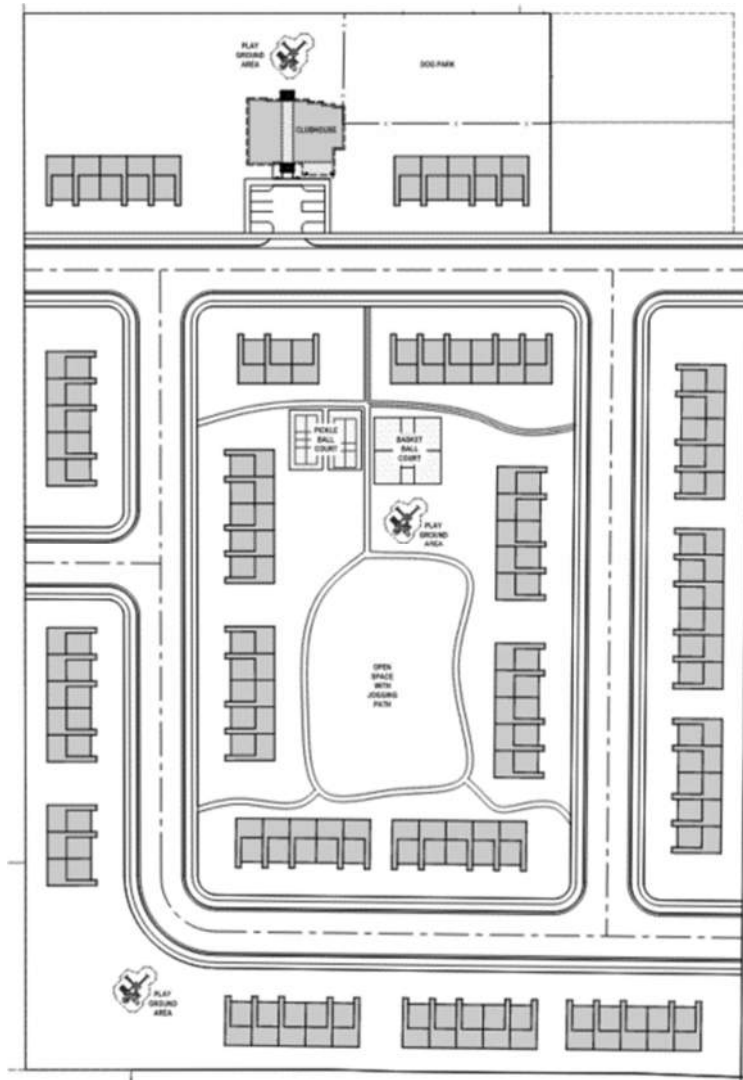 PLAY
GROUND
AREA
DOG PARK
CLUBHOUSE
PICKLE
BALL
COURT
BASKET
BALL
COURT
PLAY
GROUND
AREA
OPEN
SPACE
WITH
JOGGING
PATH
PLAY
GROUND
AREA